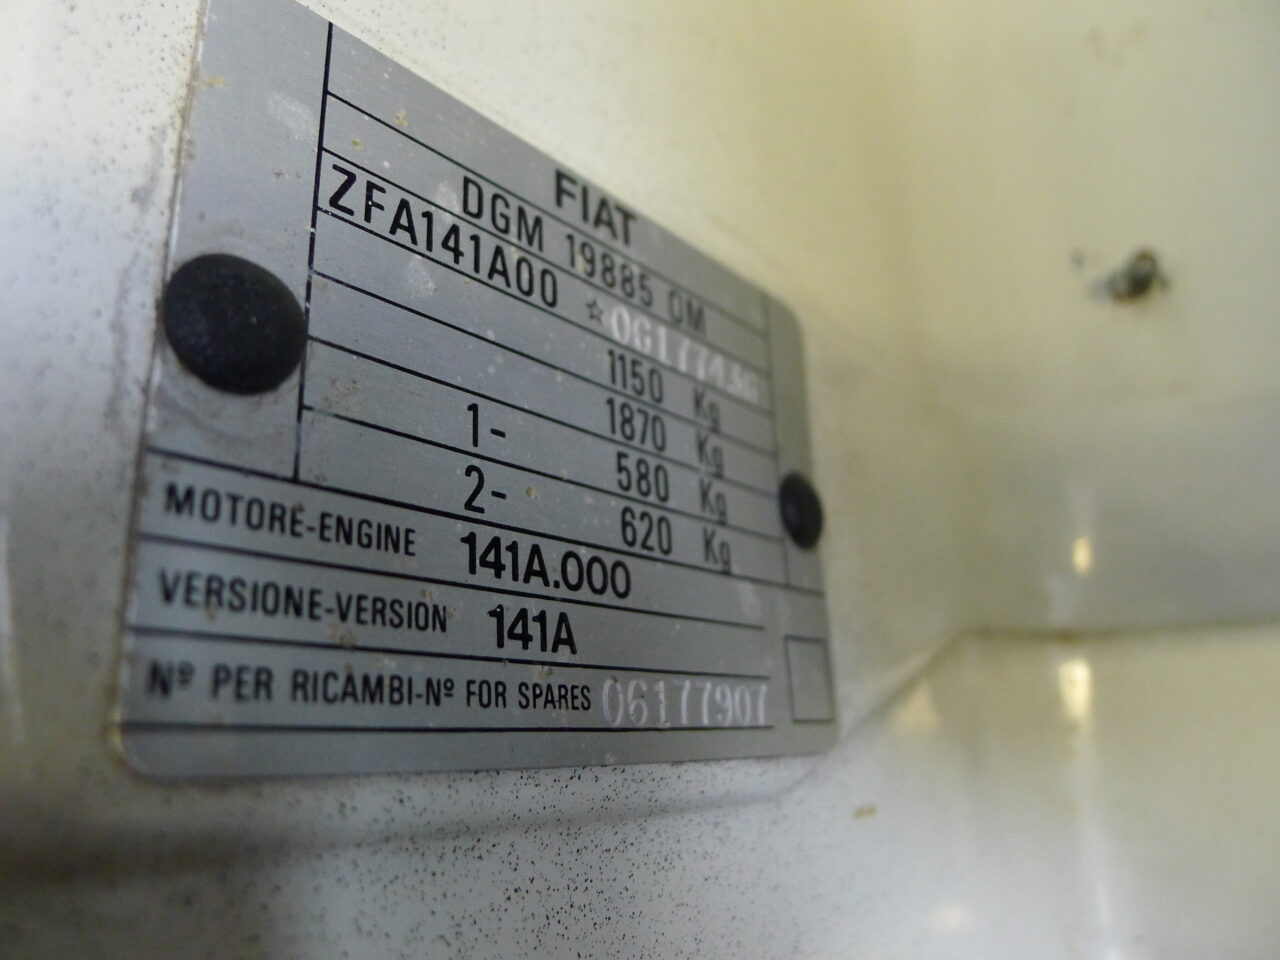 FIAT
DGM 19885 OM
ZFA141A00
1150 Kg
1870 Kg
1- 580 Kg
2- 620 Kg
MOTORE-ENGINE 141A.000
VERSIONE-VERSION 141A
Nº PER RICAMBI-Nº FOR SPARES 06177907